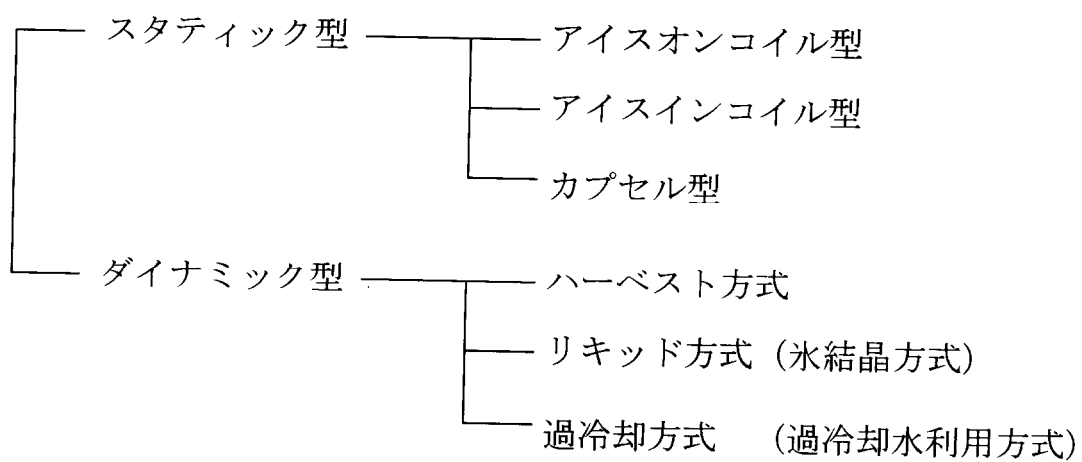 スタティック型 アイスオンコイル型
アイスインコイル型
カプセル型
ダイナミック型 ハーベスト方式
リキッド方式 (氷結晶方式)
過冷却方式 (過冷却水利用方式)